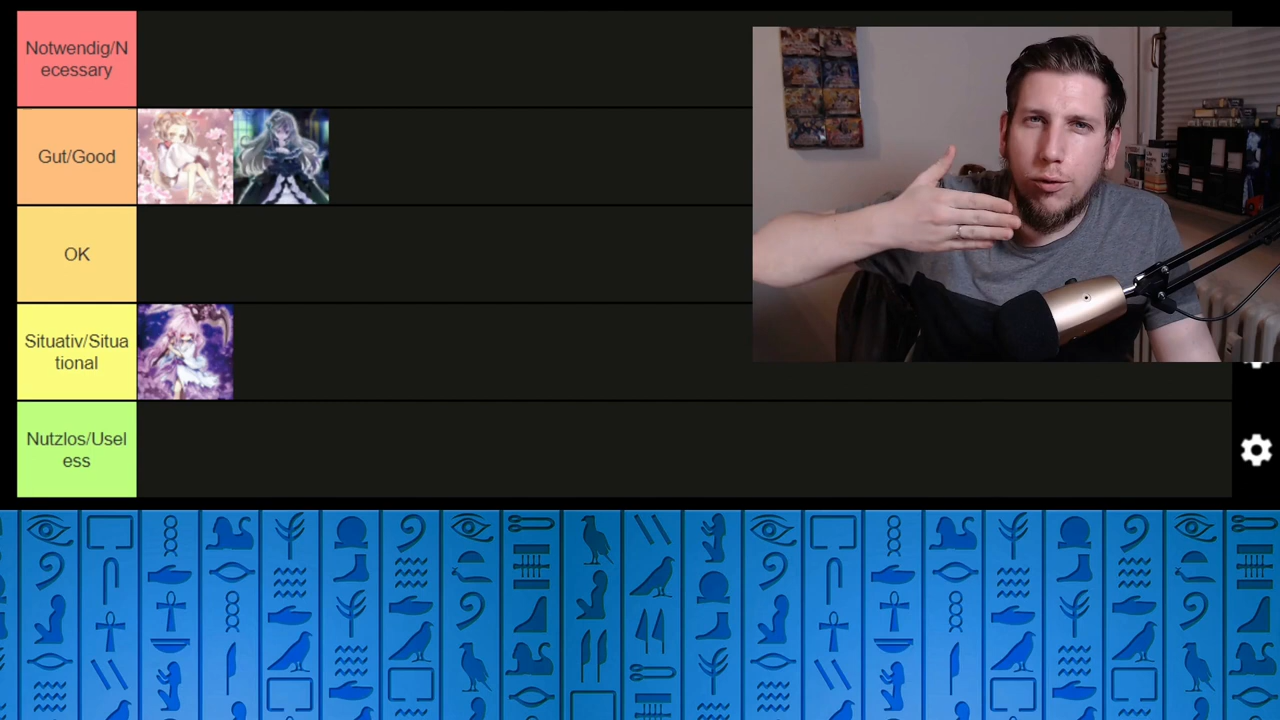 Notwendig/N
ecessary
Gut/Good
OK
Situativ/Situa
tional
Nutzlos/Usel
ess